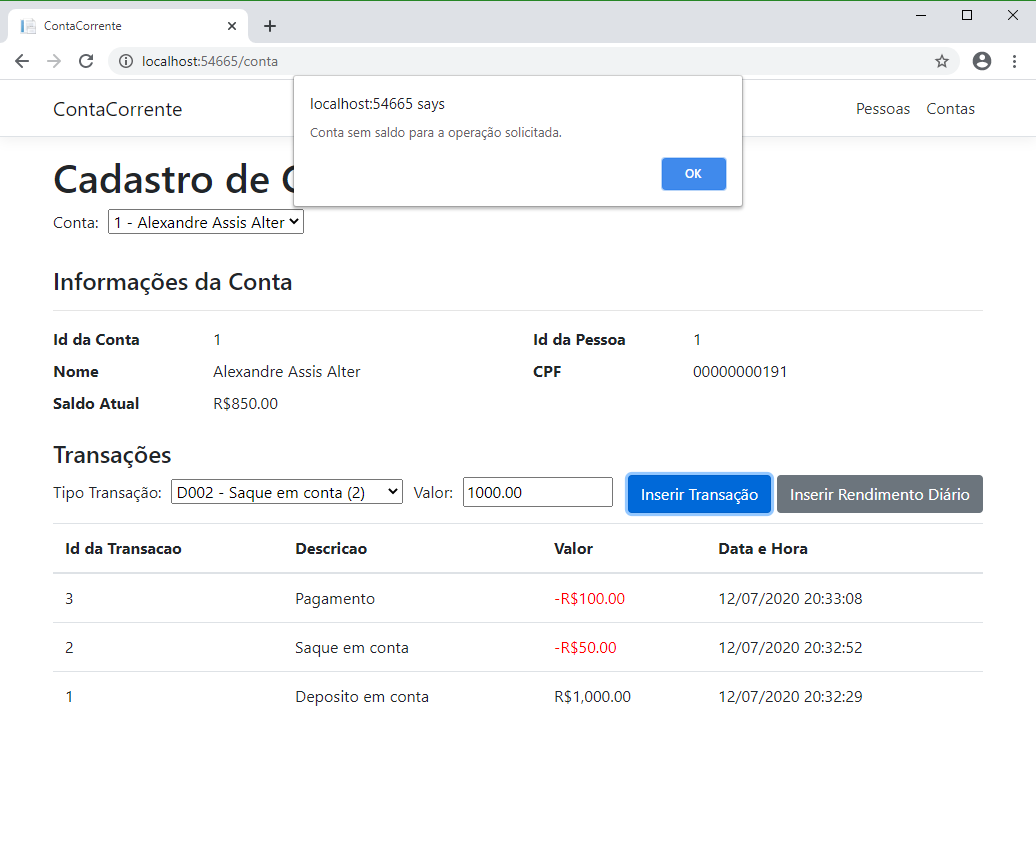 ContaCorrente
localhost:54665/conta
localhost:54665 says
Conta sem saldo para a operação solicitada.
OK
ContaCorrente Pessoas Contas
Cadastro de
Conta: 1 - Alexandre Assis Alter
Informações da Conta
Id da Conta 1 Id da Pessoa 1
Nome Alexandre Assis Alter CPF 00000000191
Saldo Atual R$850.00
Transações
Tipo Transação: D002 - Saque em conta (2) Valor: 1000.00 Inserir Transação Inserir Rendimento Diário
Id da Transacao Descricao Valor Data e Hora
3 Pagamento -R$100.00 12/07/2020 20:33:08
2 Saque em conta -R$50.00 12/07/2020 20:32:52
1 Deposito em conta R$1,000.00 12/07/2020 20:32:29